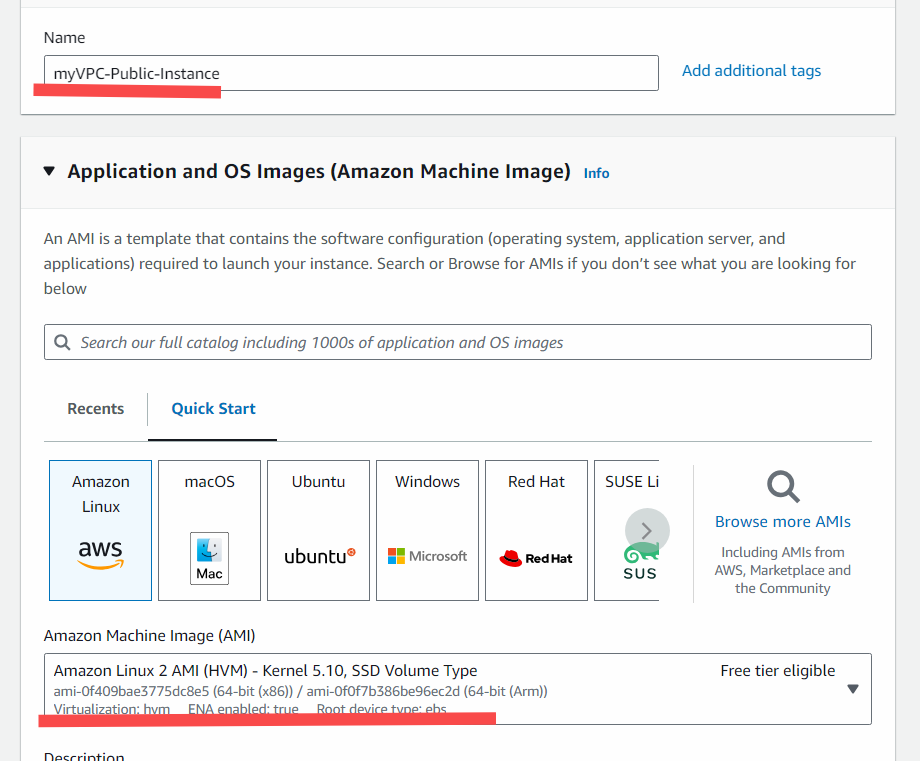 Name
myVPC-Public-Instance
Add additional tags
Application and OS Images (Amazon Machine Image) Info
An AMI is a template that contains the software configuration (operating system, application server, and
applications) required to launch your instance. Search or Browse for AMIs if you don’t see what you are looking for
below
Search our full catalog including 1000s of application and OS images
Recents
Quick Start
Amazon
Linux
aws
macOS
Mac
Ubuntu
ubuntu
Windows
Microsoft
Red Hat
Red Hat
SUSE Li
SUS
Browse more AMIs
Including AMIs from
AWS, Marketplace and
the Community
Amazon Machine Image (AMI)
Amazon Linux 2 AMI (HVM) - Kernel 5.10, SSD Volume Type
Free tier eligible
ami-0f409bae3775dc8e5 (64-bit (x86)) / ami-0f0f7b386be96ec2d (64-bit (Arm))
Virtualization: hvm ENA enabled: true Root device type: ebs
Description